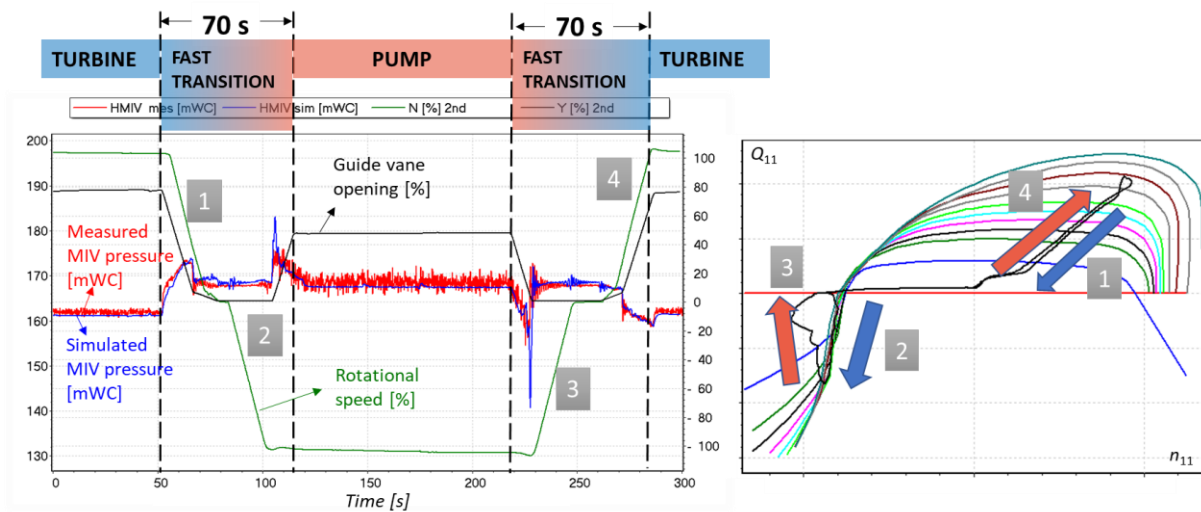 70 s
70 s
TURBINE
FAST
TRANSITION
PUMP
FAST
TRANSITION
TURBINE
HMIV mes [mWC]
HMIV sim [mWC]
N [%] 2nd
Y [%] 2nd
200
190
180
170
160
150
140
130
100
80
60
40
20
0
- 20
- 40
- 60
- 80
- 100
0
50
100
150
200
250
300
Time [s]
1
2
3
4
Guide vane
opening [%]
Measured
MIV pressure
[mWC]
Simulated
MIV pressure
[mWC]
Rotational
speed [%]
Q11
n11
4
1
3
2